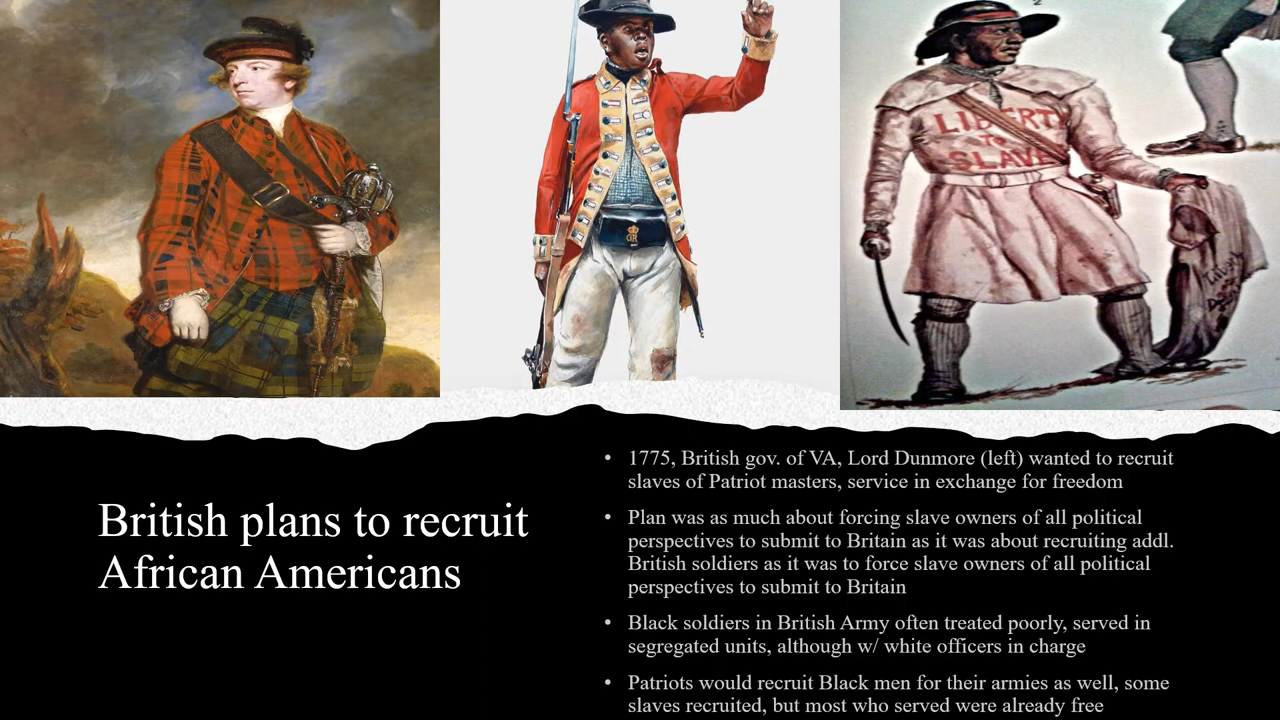 2
GR
LIBERTY
TO
SLAVE
British plans to recruit
African Americans
• 1775, British gov. of VA, Lord Dunmore (left) wanted to recruit
slaves of Patriot masters, service in exchange for freedom
• Plan was as much about forcing slave owners of all political
perspectives to submit to Britain as it was about recruiting addl.
British soldiers as it was to force slave owners of all political
perspectives to submit to Britain
• Black soldiers in British Army often treated poorly, served in
segregated units, although w/ white officers in charge
• Patriots would recruit Black men for their armies as well, some
slaves recruited, but most who served were already free